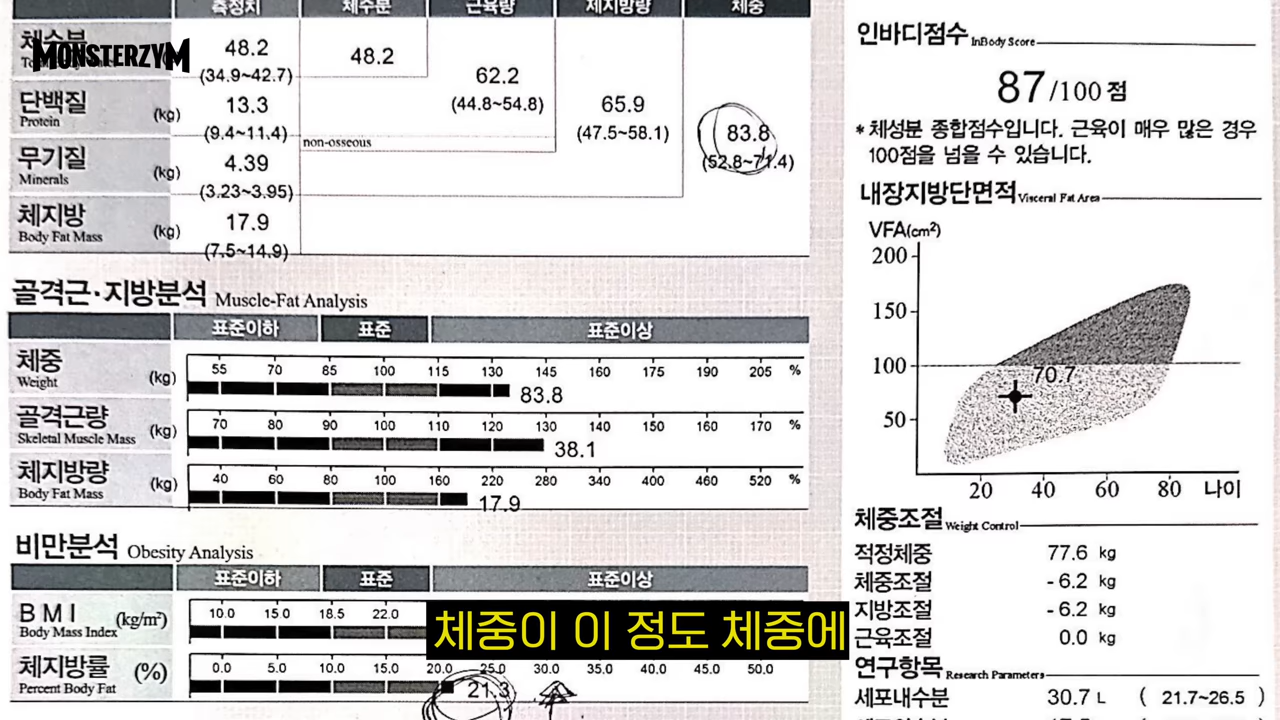 측정치 체수분 근육량 제지방량 체중
체수분
MONSTERZYM
48.2
(34.9~42.7)
48.2
62.2
(44.8~54.8)
65.9
(47.5~58.1)
83.8
(52.8~71.4)
단백질 (kg)
Protein
13.3
(9.4~11.4)
non-osseous
무기질 (kg)
Minerals
4.39
(3.23~3.95)
체지방 (kg)
Body Fat Mass
17.9
(7.5~14.9)
골격근·지방분석 Muscle-Fat Analysis
표준이하 표준 표준이상
체중 (kg)
Weight
55 70 85 100 115 130 145 160 175 190 205 %
83.8
골격근량 (kg)
Skeletal Muscle Mass
70 80 90 100 110 120 130 140 150 160 170 %
38.1
체지방량 (kg)
Body Fat Mass
40 60 80 100 160 220 280 340 400 460 520 %
17.9
비만분석 Obesity Analysis
표준이하 표준 표준이상
BMI (kg/m²)
Body Mass Index
10.0 15.0 18.5 22.0
체중이 이 정도 체중에
체지방률 (%)
Percent Body Fat
0.0 5.0 10.0 15.0 20.0 25.0 30.0 35.0 40.0 45.0 50.0
21.3
인바디점수 InBody Score
87/100 점
* 체성분 종합점수입니다. 근육이 매우 많은 경우
100점을 넘을 수 있습니다.
내장지방단면적 Visceral Fat Area
VFA(cm²)
200
150
100
50
70.7
20 40 60 80 나이
체중조절 Weight Control
적정체중 77.6 kg
체중조절 - 6.2 kg
지방조절 - 6.2 kg
근육조절 0.0 kg
연구항목 Research Parameters
세포내수분 30.7 L ( 21.7~26.5 )